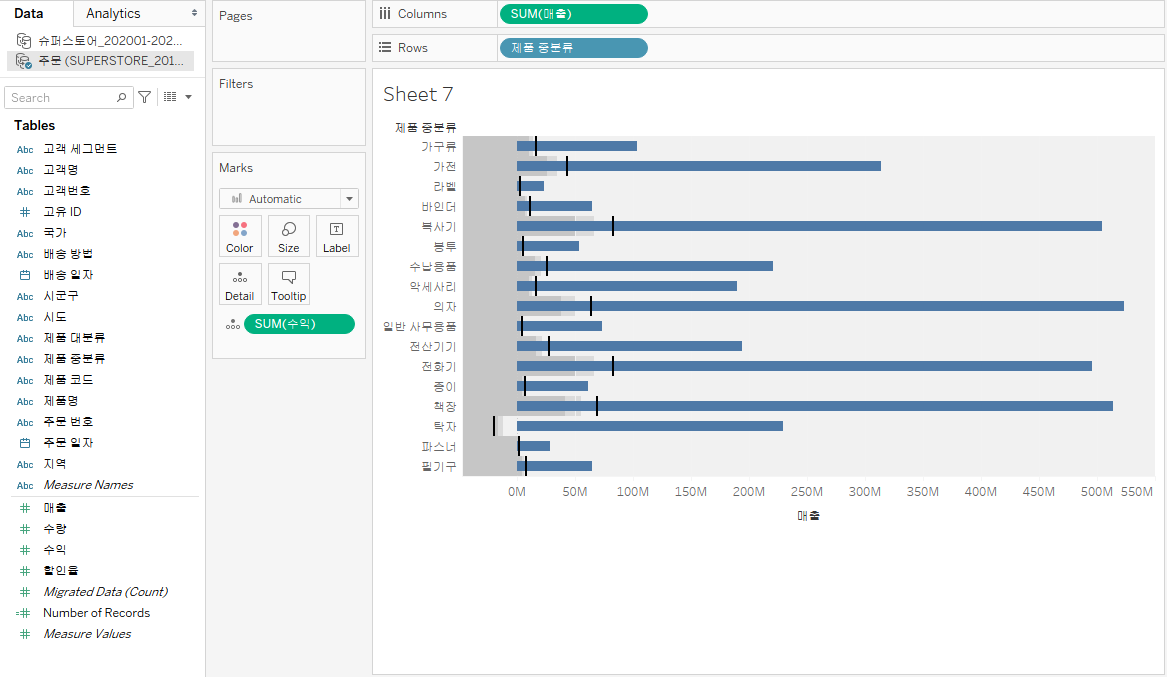 Data
Analytics
슈퍼스토어_202001-202...
주문 (SUPERSTORE_201...
Search
Tables
Abc 고객 세그먼트
Abc 고객명
Abc 고객번호
# 고유 ID
Abc 국가
Abc 배송 방법
배송 일자
Abc 시군구
Abc 시도
Abc 제품 대분류
Abc 제품 중분류
Abc 제품 코드
Abc 제품명
Abc 주문 번호
주문 일자
Abc 지역
Abc Measure Names
# 매출
# 수량
# 수익
# 할인율
# Migrated Data (Count)
=# Number of Records
# Measure Values
Pages
Filters
Marks
Automatic
Color Size Label
Detail Tooltip
SUM(수익)
Columns SUM(매출)
Rows 제품 중분류
Sheet 7
제품 중분류
가구류
가전
라벨
바인더
복사기
봉투
수납용품
악세사리
의자
일반 사무용품
전산기기
전화기
종이
책장
탁자
파스너
필기구
0M 50M 100M 150M 200M 250M 300M 350M 400M 450M 500M 550M
매출